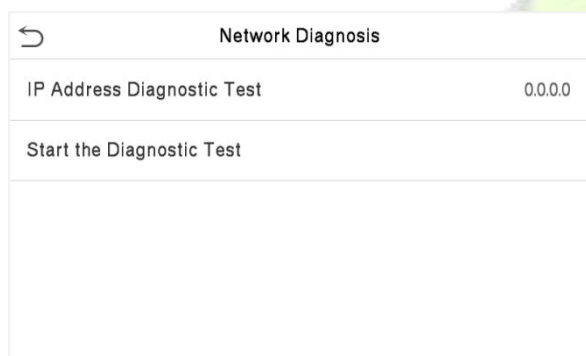 Network Diagnosis
IP Address Diagnostic Test 0.0.0.0
Start the Diagnostic Test